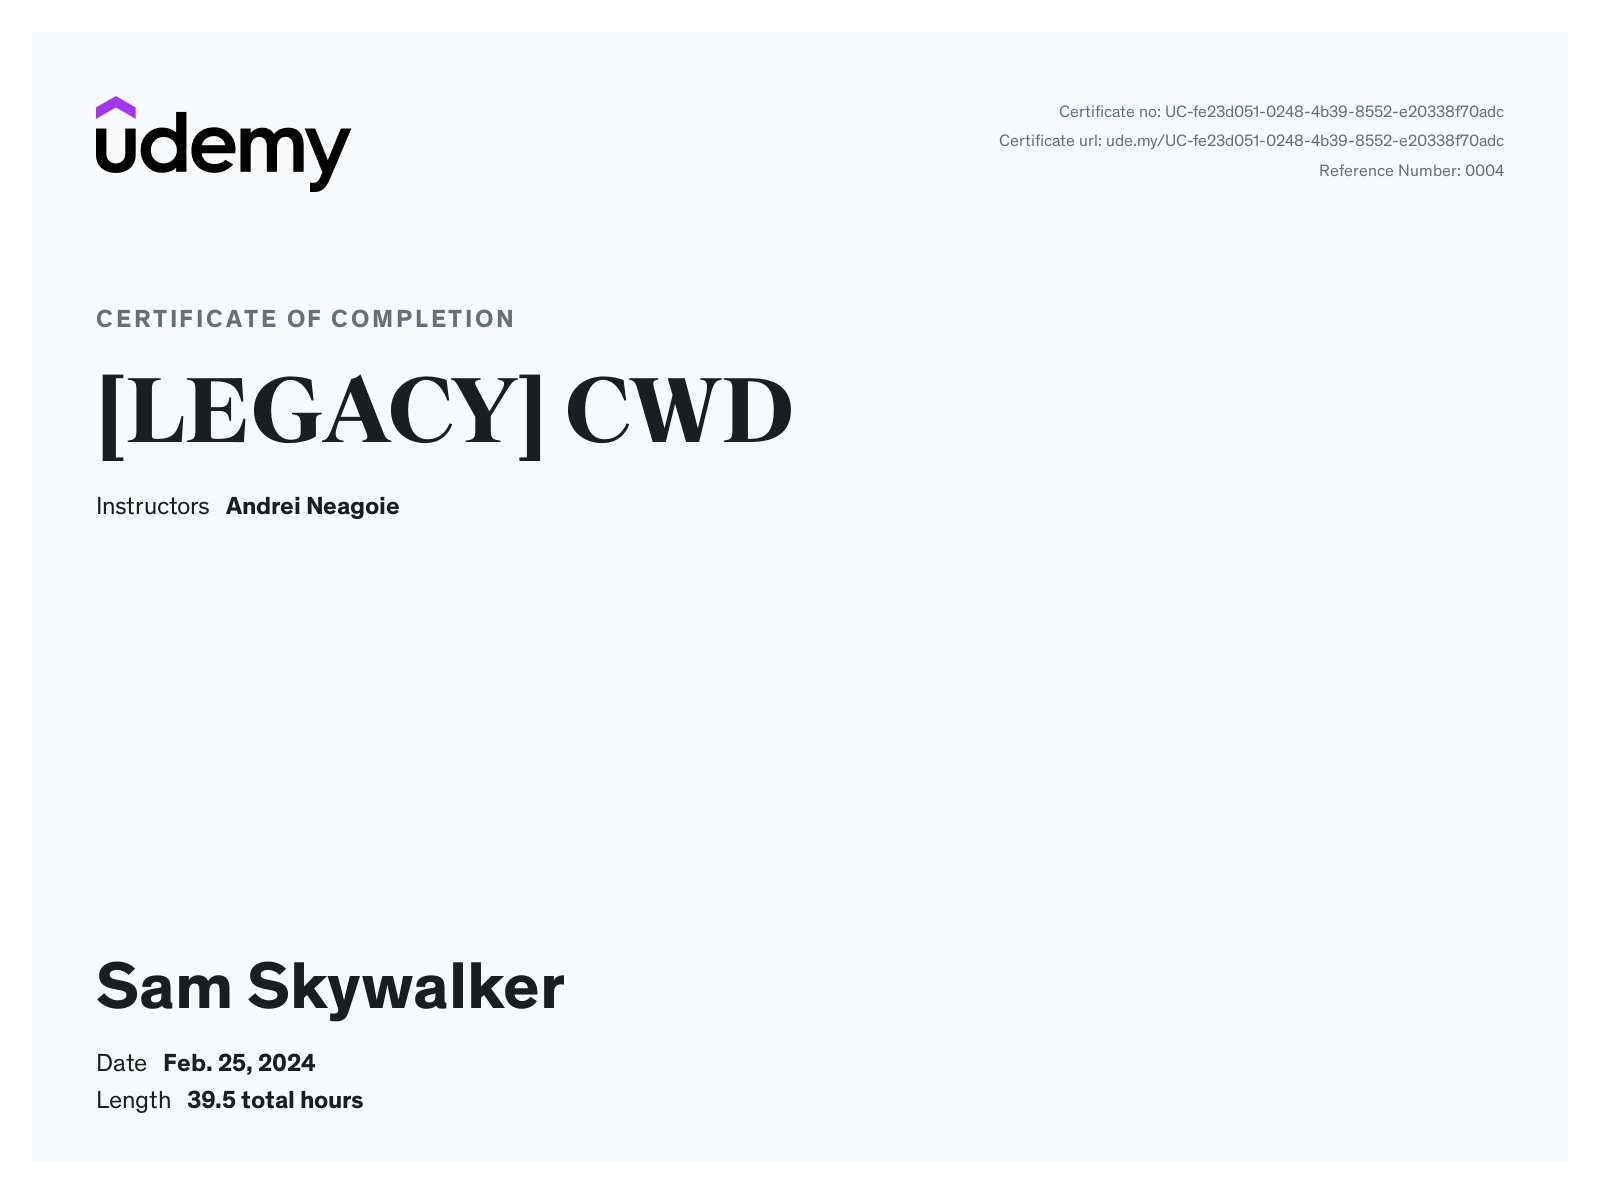 udemy
Certificate no: UC-fe23d051-0248-4b39-8552-e20338f70adc
Certificate url: ude.my/UC-fe23d051-0248-4b39-8552-e20338f70adc
Reference Number: 0004
CERTIFICATE OF COMPLETION
[LEGACY] CWD
Instructors Andrei Neagoie
Sam Skywalker
Date Feb. 25, 2024
Length 39.5 total hours